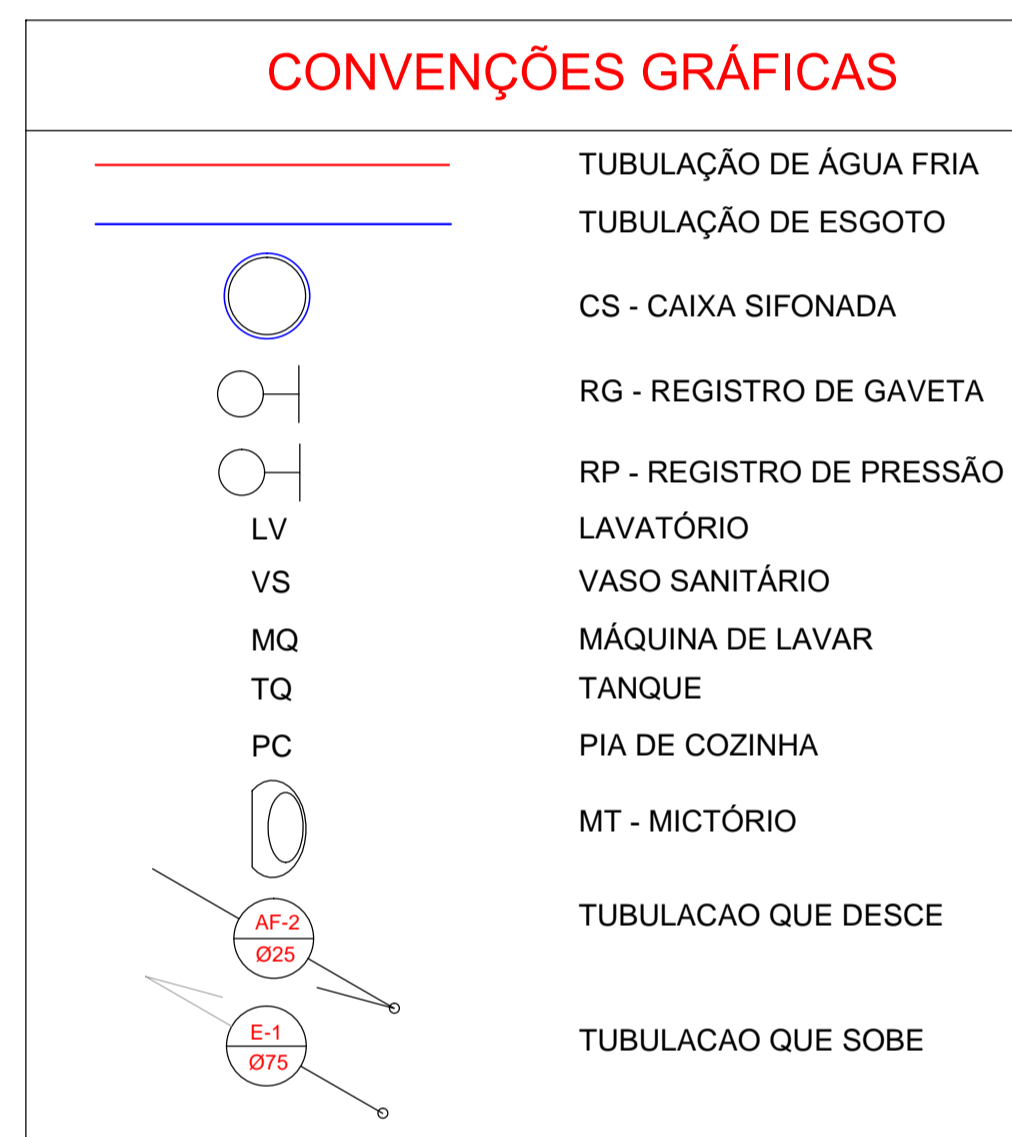 CONVENÇÕES GRÁFICAS
TUBULAÇÃO DE ÁGUA FRIA
TUBULAÇÃO DE ESGOTO
CS - CAIXA SIFONADA
RG - REGISTRO DE GAVETA
RP - REGISTRO DE PRESSÃO
LV LAVATÓRIO
VS VASO SANITÁRIO
MQ MÁQUINA DE LAVAR
TQ TANQUE
PC PIA DE COZINHA
MT - MICTÓRIO
AF-2
Ø25
TUBULACAO QUE DESCE
E-1
Ø75
TUBULACAO QUE SOBE